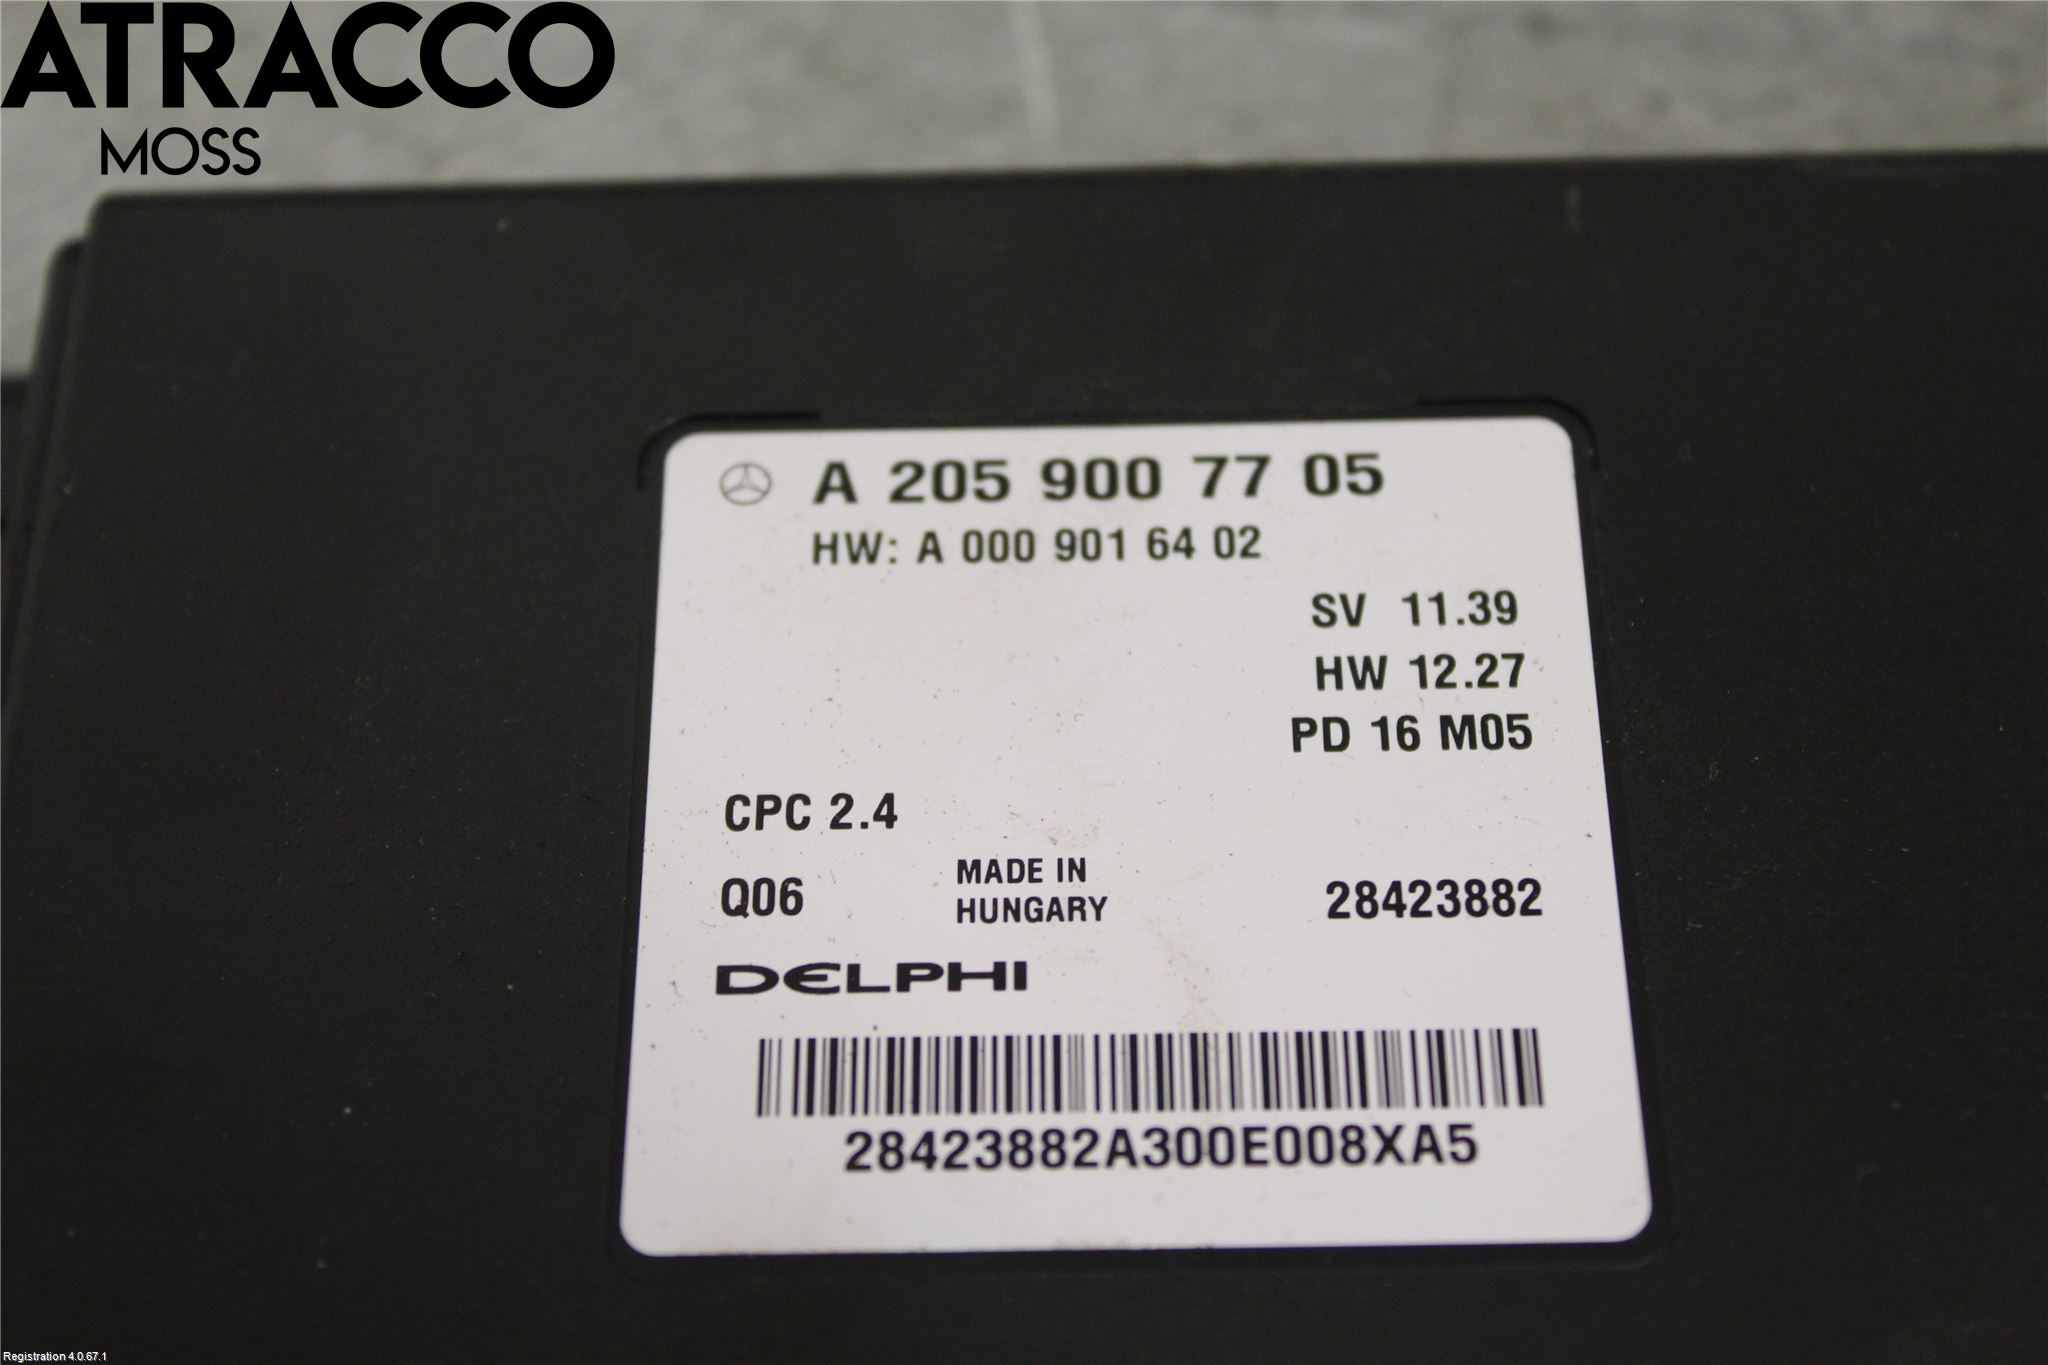 ATRACCO
MOSS
A 205 900 77 05
HW: A 000 901 64 02
SV 11.39
HW 12.27
PD 16 M05
CPC 2.4
Q06
MADE IN
HUNGARY
28423882
DELPHI
28423882A300E008XA5
Registration 4.0.67.1